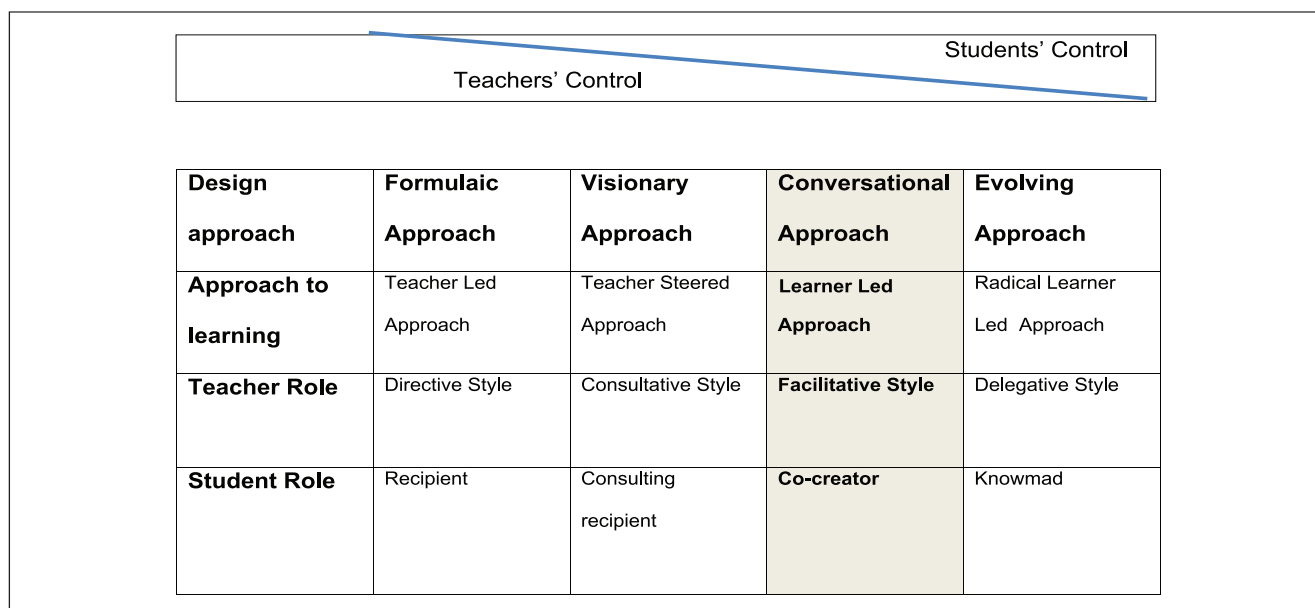 Students’ Control
Teachers’ Control
Design
approach
Formulaic
Approach
Visionary
Approach
Conversational
Approach
Evolving
Approach
Approach to
learning
Teacher Led
Approach
Teacher Steered
Approach
Learner Led
Approach
Radical Learner
Led Approach
Teacher Role
Directive Style
Consultative Style
Facilitative Style
Delegative Style
Student Role
Recipient
Consulting
recipient
Co-creator
Knowmad